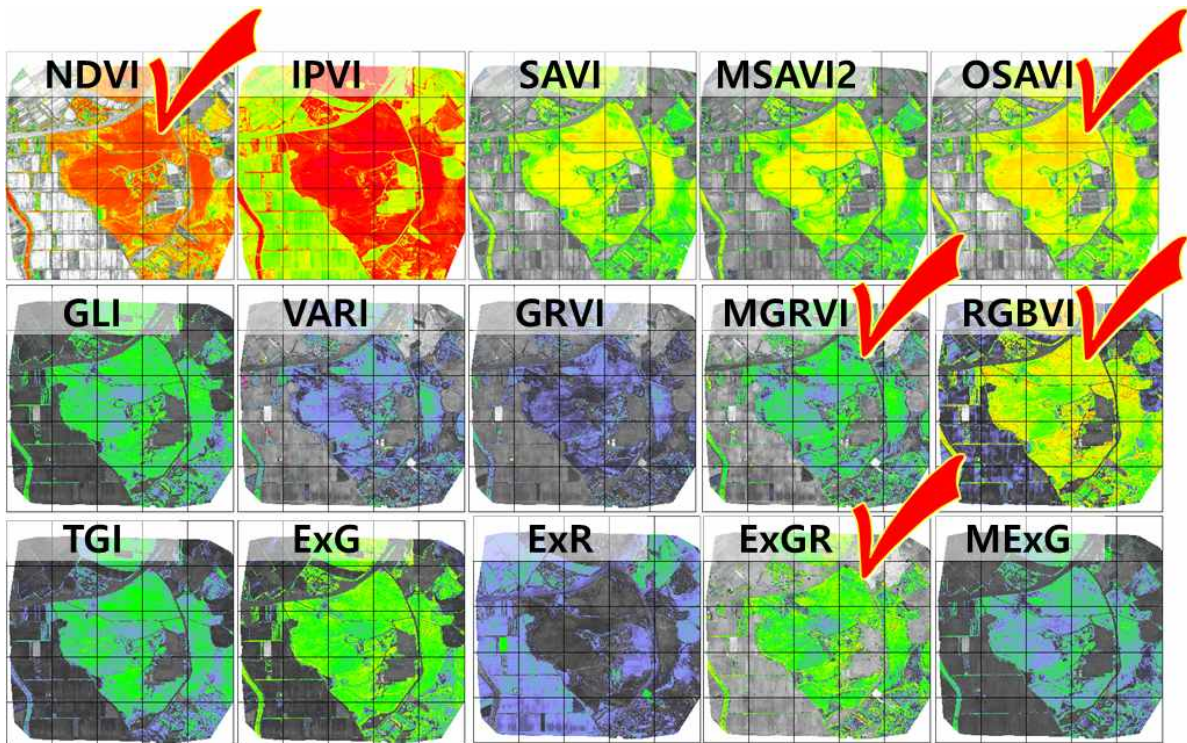 NDVI IPVI SAVI MSAVI2 OSAVI
GLI VARI GRVI MGRVI RGBVI
TGI ExG ExR ExGR MExG